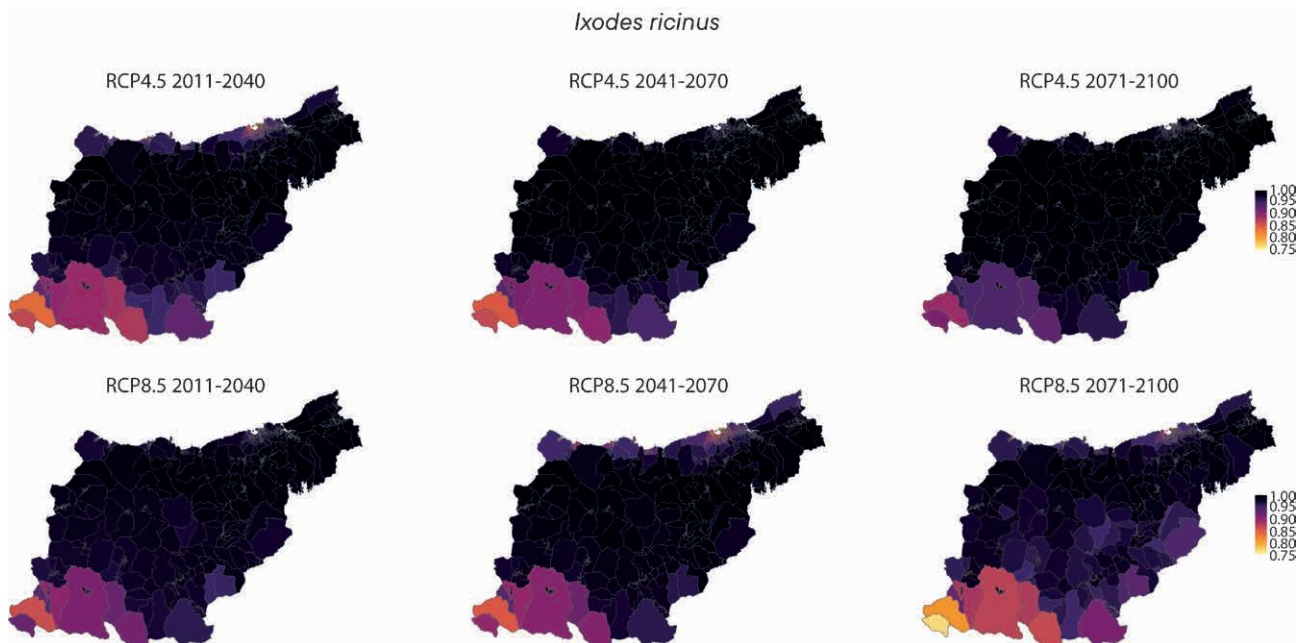 Ixodes ricinus
RCP4.5 2011-2040
RCP4.5 2041-2070
RCP4.5 2071-2100
1.00
0.95
0.90
0.85
0.80
0.75
RCP8.5 2011-2040
RCP8.5 2041-2070
RCP8.5 2071-2100
1.00
0.95
0.90
0.85
0.80
0.75